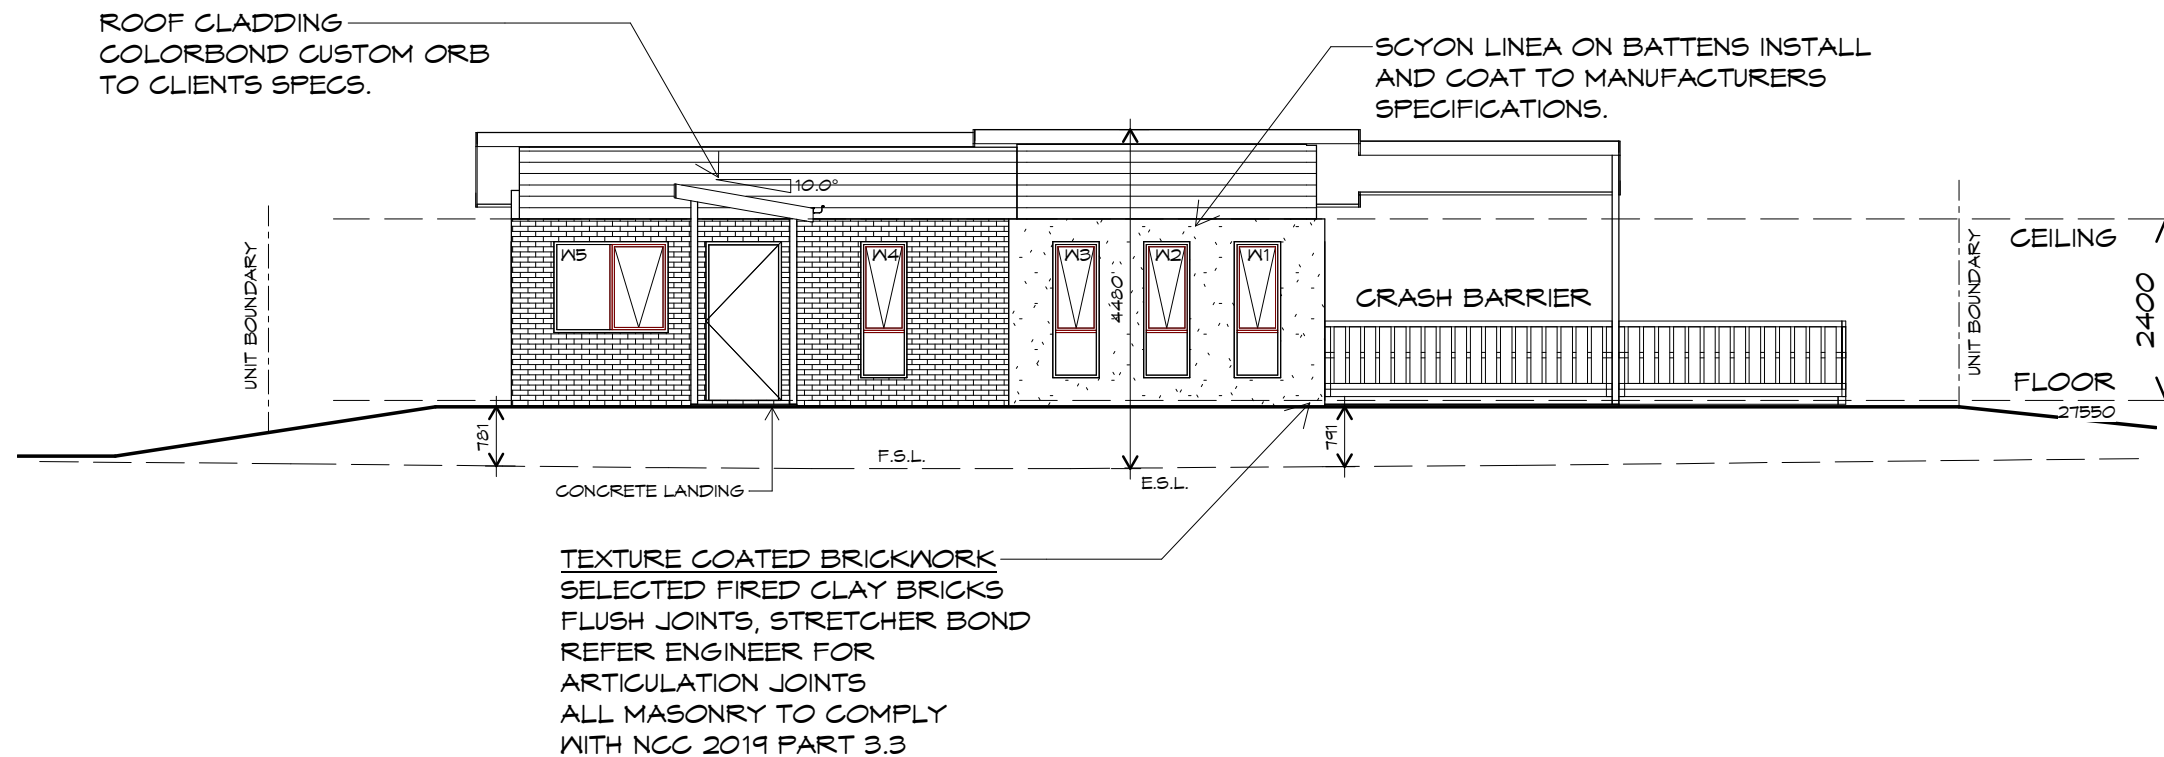 ROOF CLADDING
COLORBOND CUSTOM ORB
TO CLIENTS SPECS.
SCYON LINEA ON BATTENS INSTALL
AND COAT TO MANUFACTURERS
SPECIFICATIONS.
10.0°
UNIT BOUNDARY
W5
W4
W3
W2
W1
4480
CRASH BARRIER
UNIT BOUNDARY
CEILING
2400
FLOOR
27550
781
791
F.S.L.
E.S.L.
CONCRETE LANDING
TEXTURE COATED BRICKWORK
SELECTED FIRED CLAY BRICKS
FLUSH JOINTS, STRETCHER BOND
REFER ENGINEER FOR
ARTICULATION JOINTS
ALL MASONRY TO COMPLY
WITH NCC 2019 PART 3.3